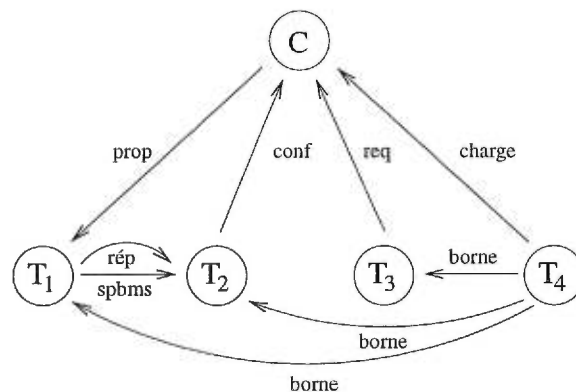 C
prop
conf
req
charge
T1
rép
spbms
T2
T3
borne
T4
borne
borne